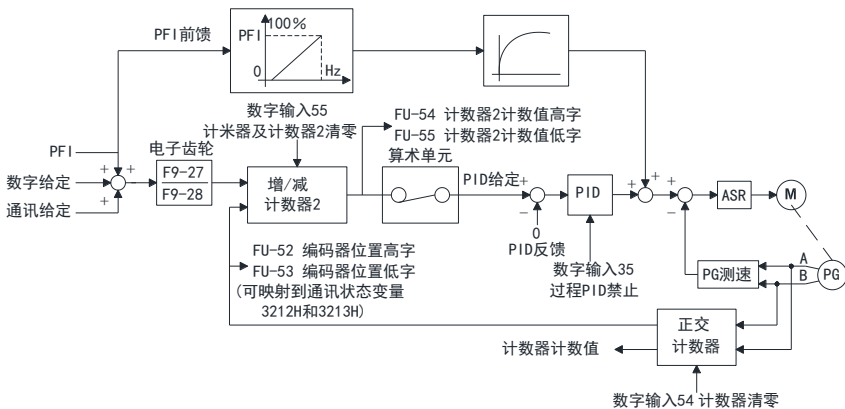 PFI前馈
100%
PFI
0
Hz
数字输入55
计米器及计数器2清零
FU-54 计数器2计数值高字
FU-55 计数器2计数值低字
PFI
电子齿轮
算术单元
数字给定
通讯给定
+
+
+
-
F9-27
F9-28
增/减
计数器2
PID给定
+
-
0
PID反馈
PID
数字输入35
过程PID禁止
+
+
+
-
ASR
M
PG测速
A
B
PG
FU-52 编码器位置高字
FU-53 编码器位置低字
(可映射到通讯状态变量
3212H和3213H)
计数器计数值
正交
计数器
数字输入54 计数器清零